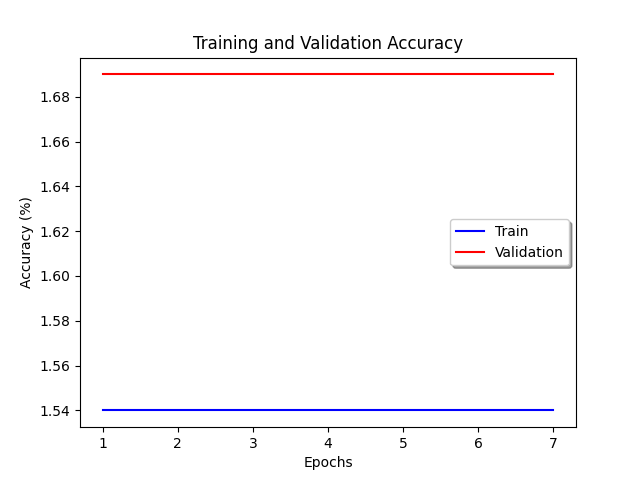 Training and Validation Accuracy
Accuracy (%)
1.68
1.66
1.64
1.62
1.60
1.58
1.56
1.54
Train
Validation
1 2 3 4 5 6 7
Epochs